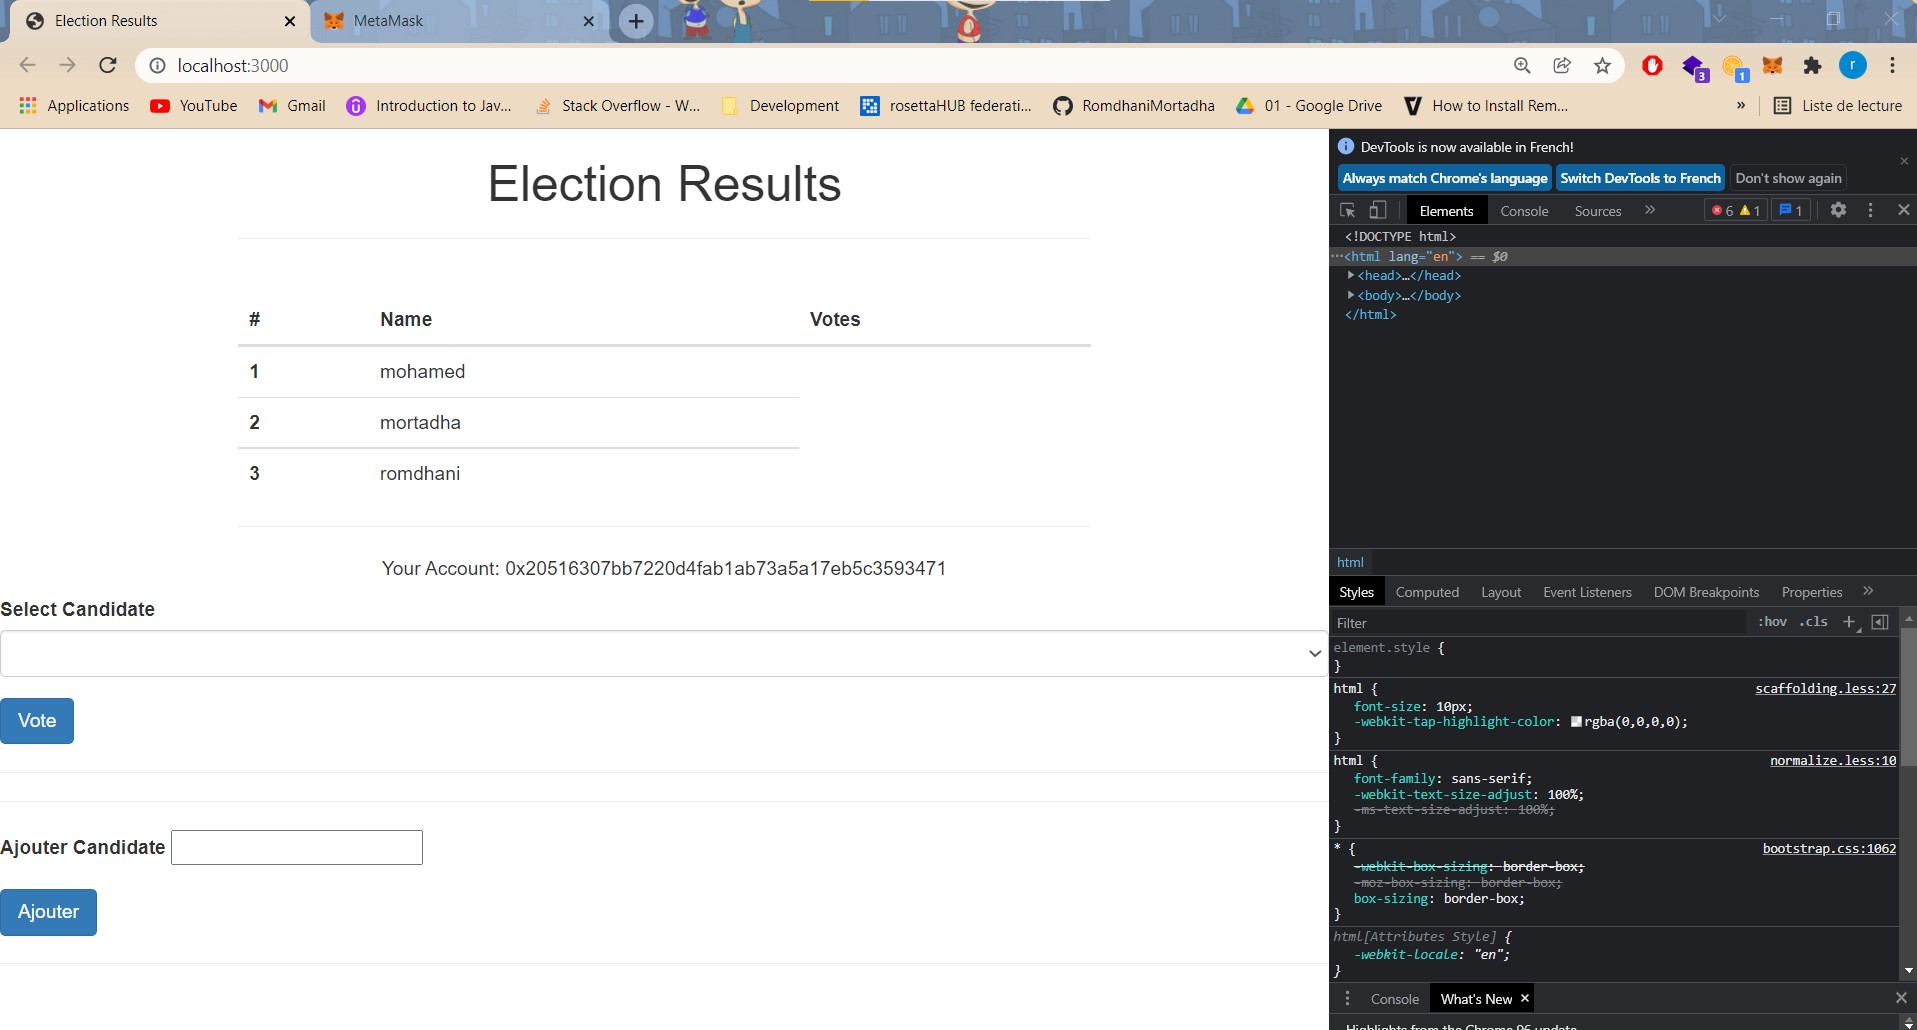 Election Results
MetaMask
localhost:3000
Applications YouTube Gmail Introduction to Jav... Stack Overflow - W... Development rosettaHUB federati... RomdhaniMortadha 01 - Google Drive How to Install Rem... » Liste de lecture
3
1
r
Election Results
# Name Votes
1 mohamed
2 mortadha
3 romdhani
Your Account: 0x20516307bb7220d4fab1ab73a5a17eb5c3593471
Select Candidate
Vote
Ajouter Candidate
Ajouter
DevTools is now available in French!
Always match Chrome's language Switch DevTools to French Don't show again
Elements Console Sources » 6 1 1
<!DOCTYPE html>
···<html lang="en"> == $0
<head>…</head>
<body>…</body>
</html>
html
Styles Computed Layout Event Listeners DOM Breakpoints Properties »
Filter :hov .cls +
element.style {
}
html { scaffolding.less:27
font-size: 10px;
-webkit-tap-highlight-color: rgba(0,0,0,0);
}
html { normalize.less:10
font-family: sans-serif;
-webkit-text-size-adjust: 100%;
-ms-text-size-adjust: 100%;
}
* { bootstrap.css:1062
-webkit-box-sizing: border-box;
-moz-box-sizing: border-box;
box-sizing: border-box;
}
html[Attributes Style] {
-webkit-locale: "en";
}
Console What's New
Highlights from the Chrome 96 update